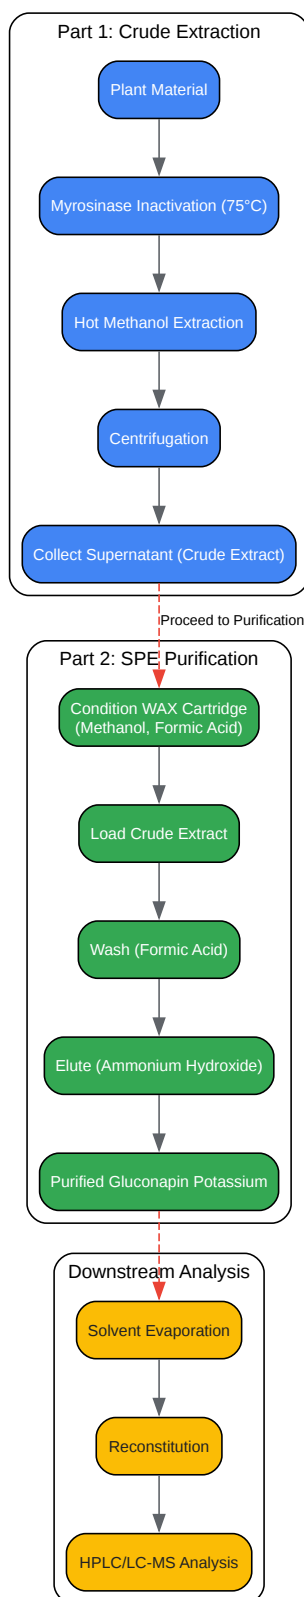 Part 1: Crude Extraction
Plant Material
Myrosinase Inactivation (75°C)
Hot Methanol Extraction
Centrifugation
Collect Supernatant (Crude Extract)
Proceed to Purification
Part 2: SPE Purification
Condition WAX Cartridge
(Methanol, Formic Acid)
Load Crude Extract
Wash (Formic Acid)
Elute (Ammonium Hydroxide)
Purified Gluconapin Potassium
Downstream Analysis
Solvent Evaporation
Reconstitution
HPLC/LC-MS Analysis